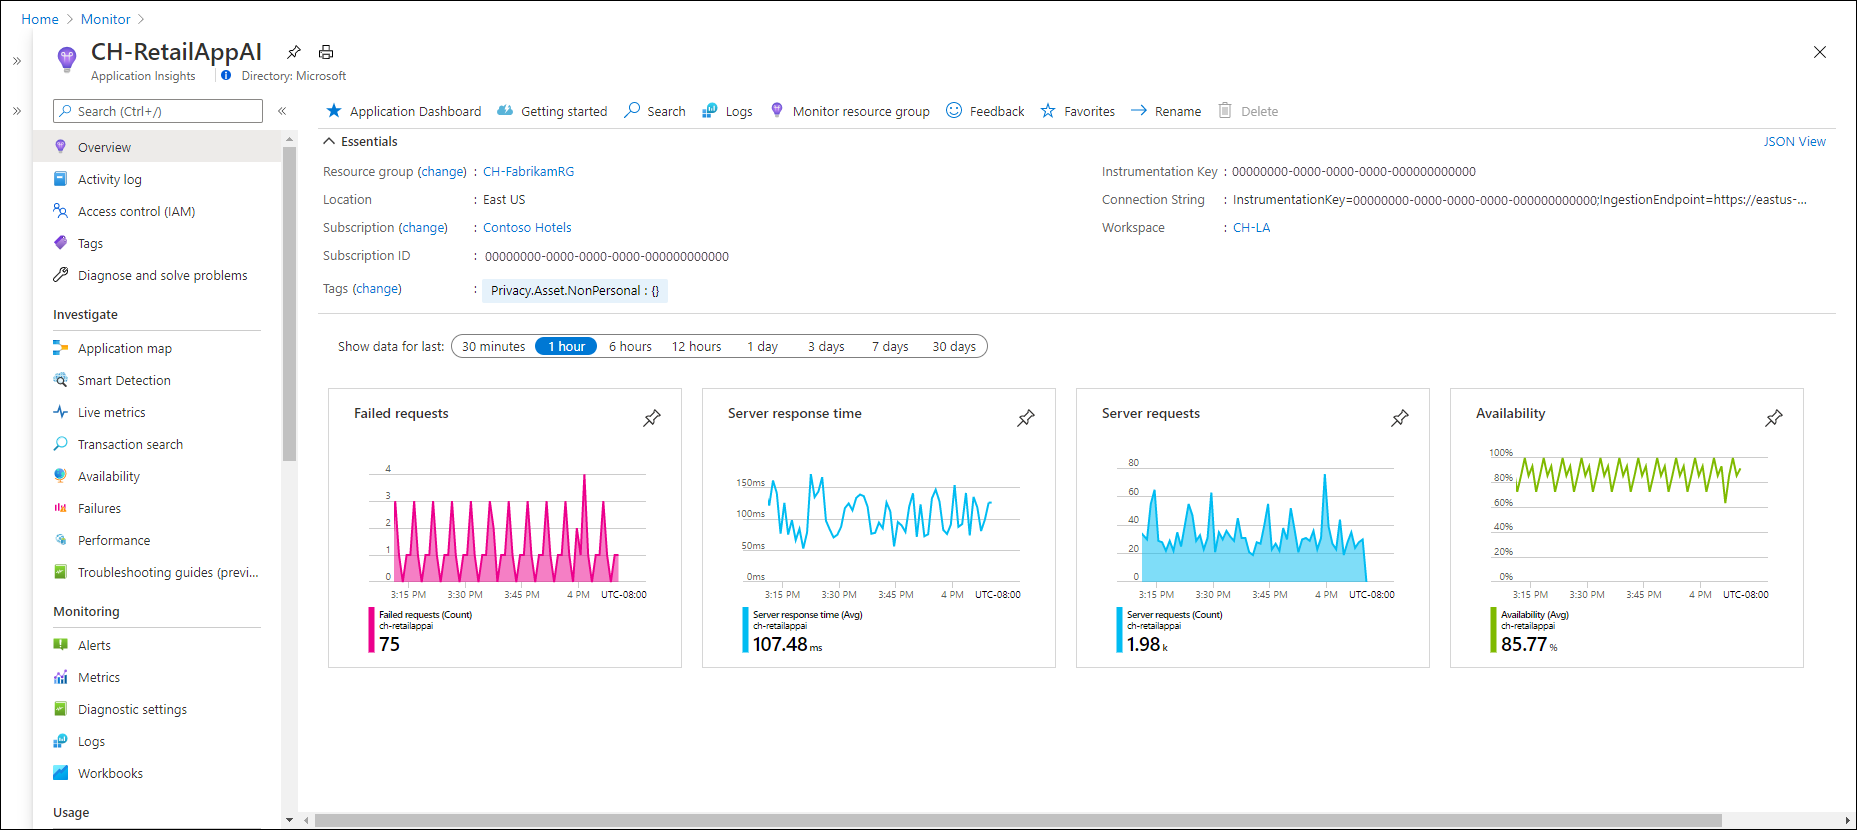 Home > Monitor >
CH-RetailAppAI
Application Insights
Directory: Microsoft
Search (Ctrl+/)
Overview
Activity log
Access control (IAM)
Tags
Diagnose and solve problems
Investigate
Application map
Smart Detection
Live metrics
Transaction search
Availability
Failures
Performance
Troubleshooting guides (previ...
Monitoring
Alerts
Metrics
Diagnostic settings
Logs
Workbooks
Usage
Application Dashboard
Getting started
Search
Logs
Monitor resource group
Feedback
Favorites
Rename
Delete
Essentials
JSON View
Resource group (change) : CH-FabrikamRG
Location : East US
Subscription (change) : Contoso Hotels
Subscription ID : 00000000-0000-0000-0000-000000000000
Tags (change) : Privacy.Asset.NonPersonal : {}
Instrumentation Key : 00000000-0000-0000-0000-000000000000
Connection String : InstrumentationKey=00000000-0000-0000-0000-000000000000;IngestionEndpoint=https://eastus-...
Workspace : CH-LA
Show data for last: 30 minutes 1 hour 6 hours 12 hours 1 day 3 days 7 days 30 days
Failed requests
4
3
2
1
0
3:15 PM 3:30 PM 3:45 PM 4 PM UTC-08:00
Failed requests (Count)
ch-retailappai
75
Server response time
150ms
100ms
50ms
0ms
3:15 PM 3:30 PM 3:45 PM 4 PM UTC-08:00
Server response time (Avg)
ch-retailappai
107.48 ms
Server requests
80
60
40
20
0
3:15 PM 3:30 PM 3:45 PM 4 PM UTC-08:00
Server requests (Count)
ch-retailappai
1.98 k
Availability
100%
80%
60%
40%
20%
0%
3:15 PM 3:30 PM 3:45 PM 4 PM UTC-08:00
Availability (Avg)
ch-retailappai
85.77 %